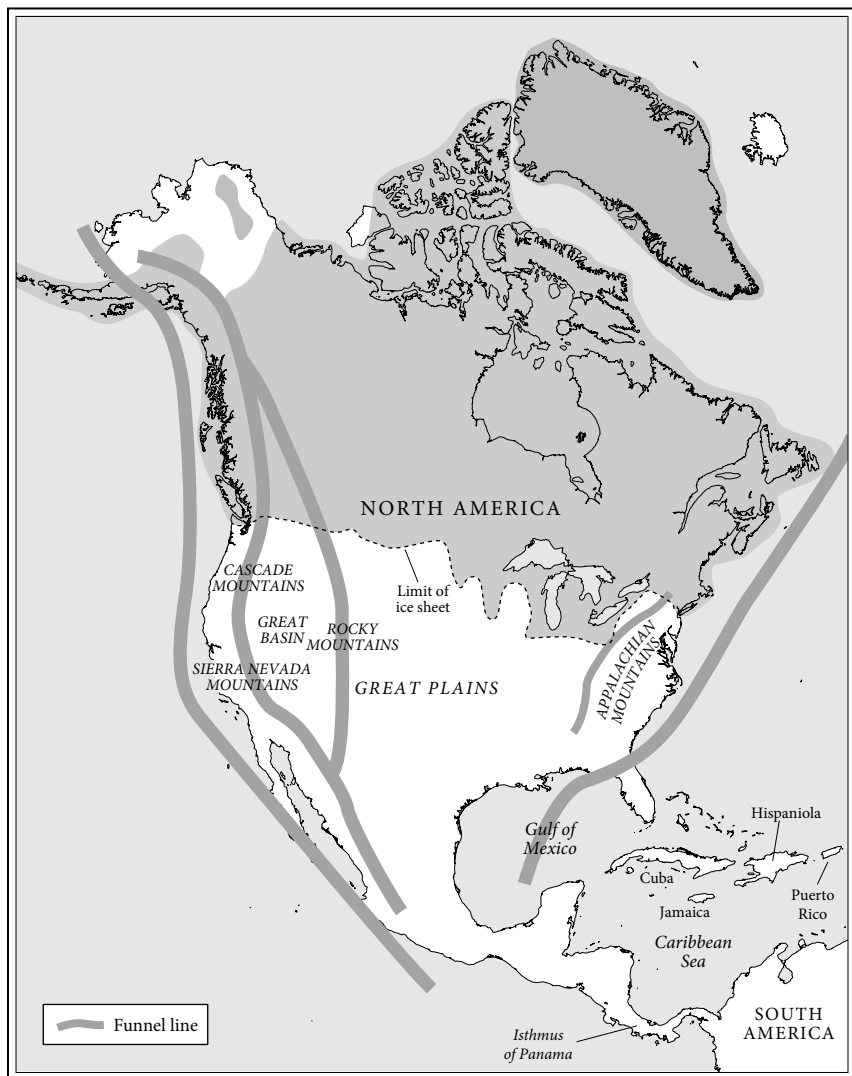 NORTH AMERICA
CASCADE
MOUNTAINS
Limit of
ice sheet
GREAT
BASIN
ROCKY
MOUNTAINS
SIERRA NEVADA
MOUNTAINS
GREAT PLAINS
APPALACHIAN
MOUNTAINS
Gulf of
Mexico
Hispaniola
Cuba
Puerto
Rico
Jamaica
Caribbean
Sea
SOUTH
AMERICA
Isthmus
of Panama
Funnel line